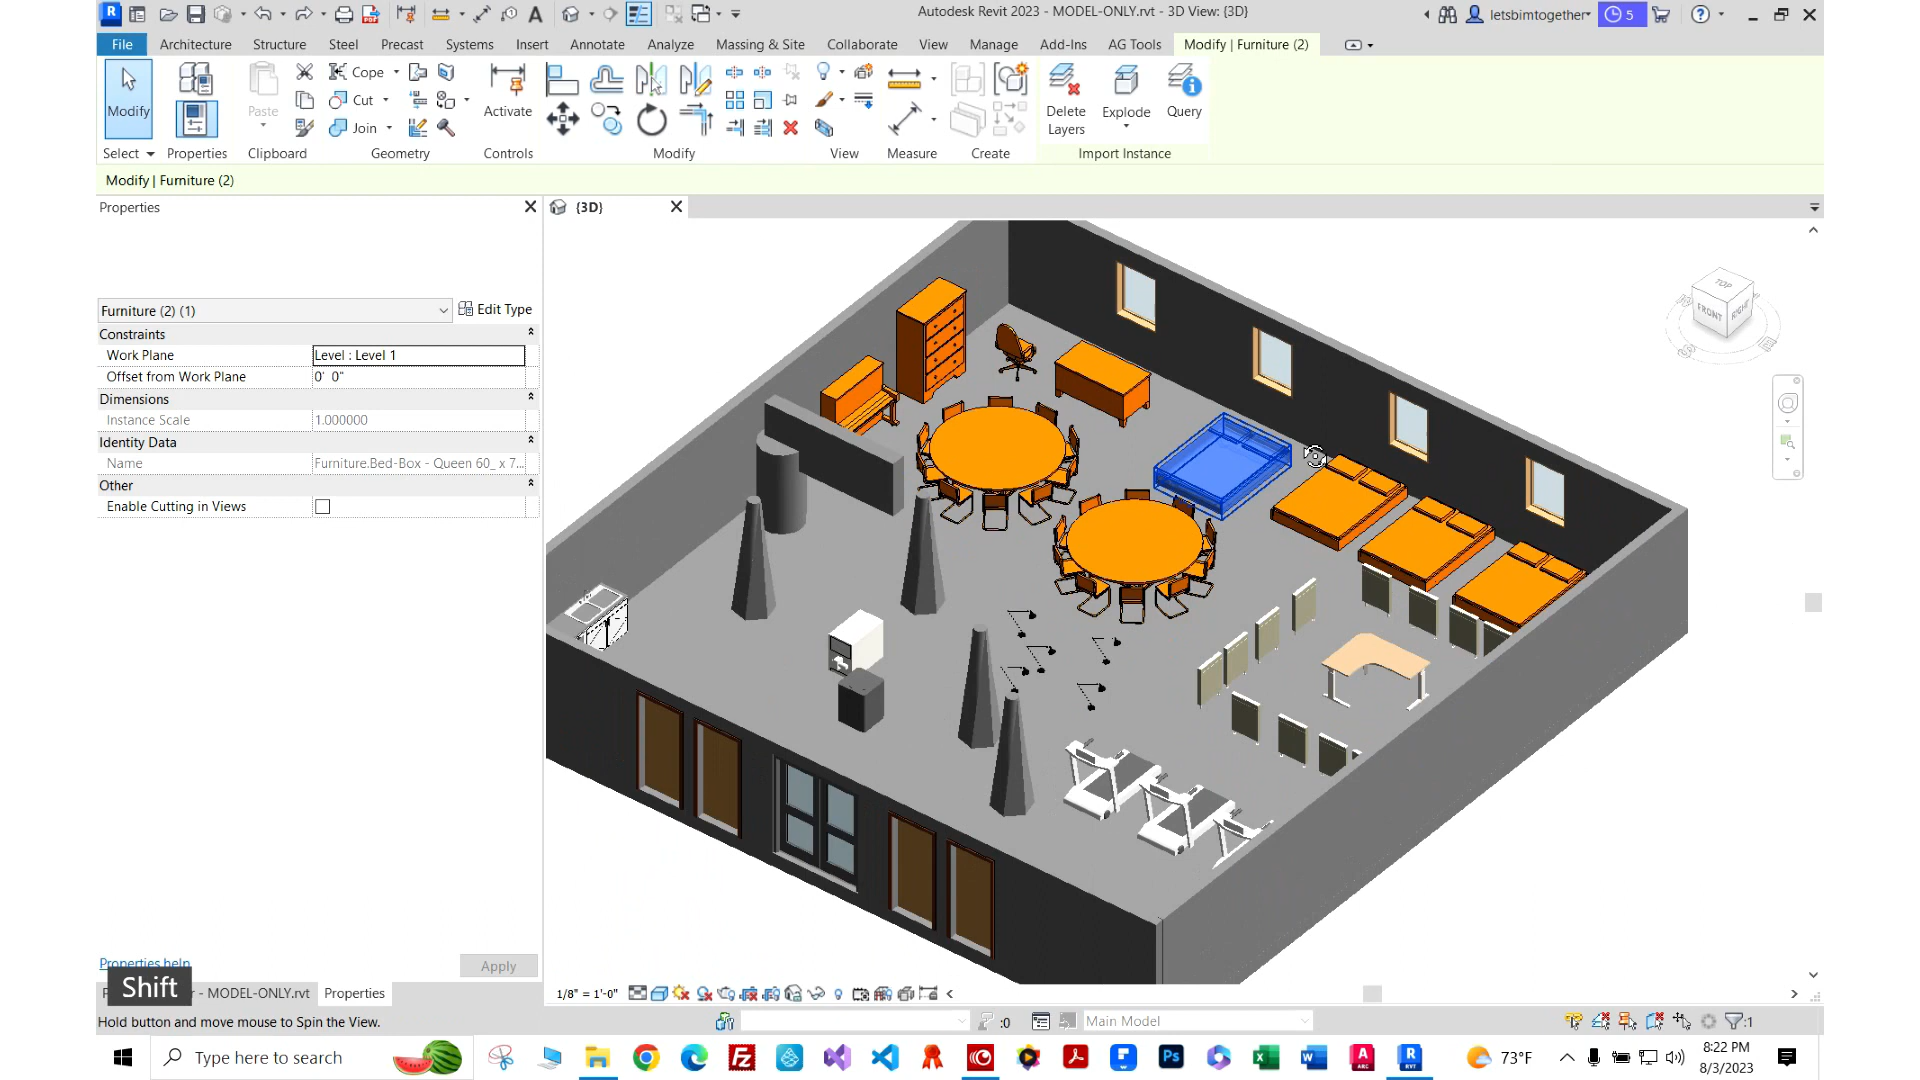 Autodesk Revit 2023 - MODEL-ONLY.rvt - 3D View: {3D}
letsbimtogether
5
File Architecture Structure Steel Precast Systems Insert Annotate Analyze Massing & Site Collaborate View Manage Add-Ins AG Tools Modify | Furniture (2)
Cope
Cut
Join
Modify
Paste
Activate
Delete
Layers
Explode
Query
Select Properties Clipboard Geometry Controls Modify View Measure Create Import Instance
Modify | Furniture (2)
Properties
{3D}
Furniture (2) (1)
Edit Type
Constraints
Work Plane Level : Level 1
Offset from Work Plane 0' 0"
Dimensions
Instance Scale 1.000000
Identity Data
Name Furniture.Bed-Box - Queen 60_ x 7...
Other
Enable Cutting in Views
TOP
FRONT
RIGHT
Properties help
Apply
Shift
- MODEL-ONLY.rvt
Properties
1/8" = 1'-0"
Hold button and move mouse to Spin the View.
:0
Main Model
:1
Type here to search
73°F
8:22 PM
8/3/2023